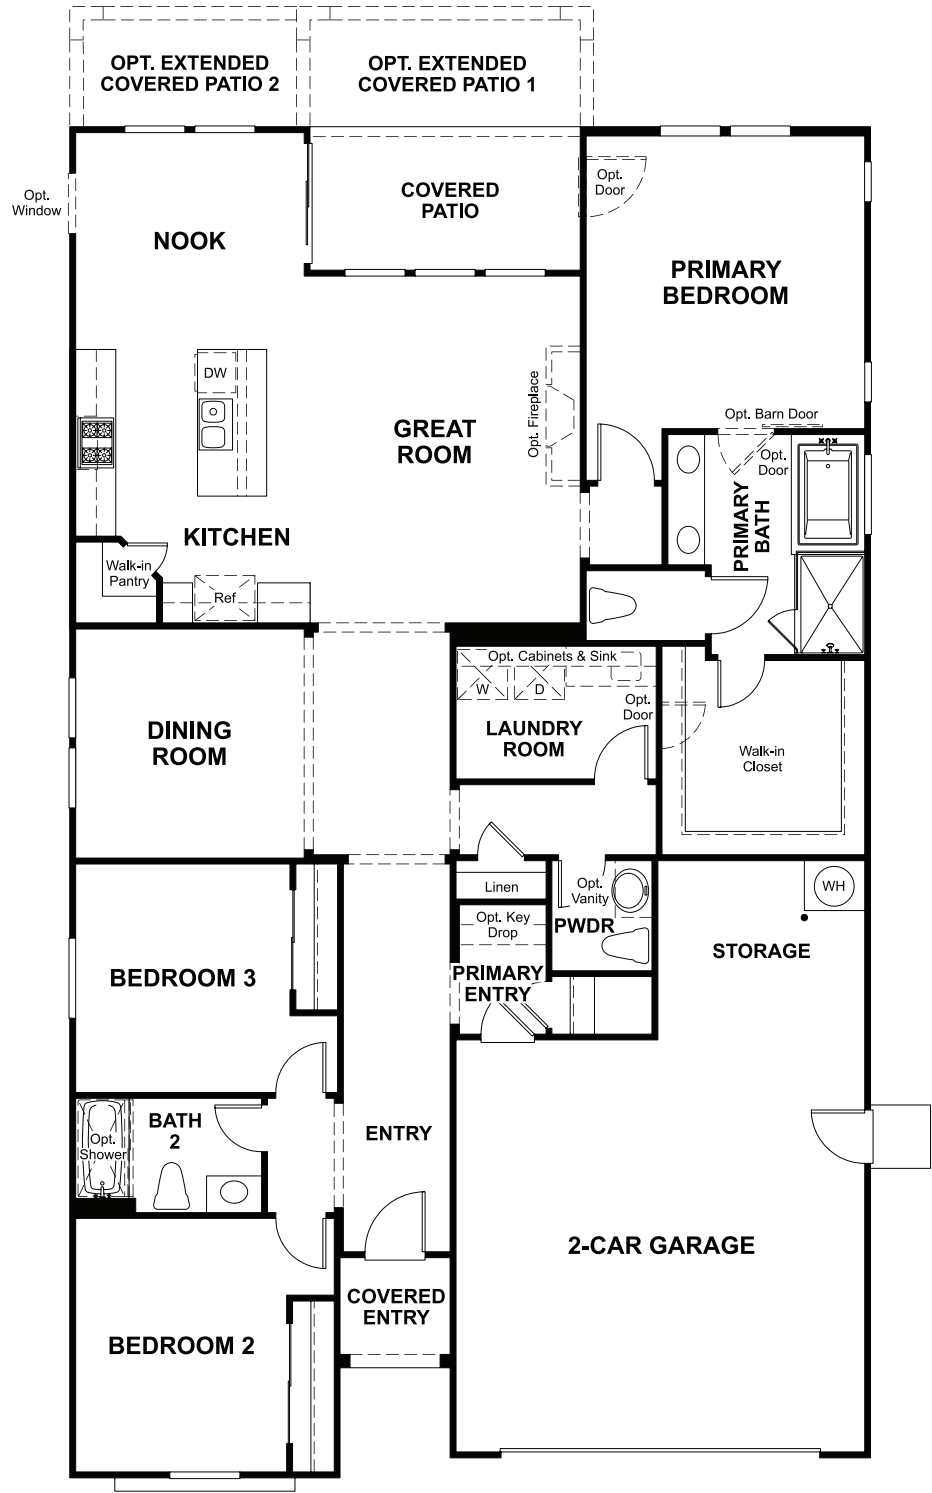 OPT. EXTENDED
COVERED PATIO 2
OPT. EXTENDED
COVERED PATIO 1
Opt.
Window
NOOK
COVERED
PATIO
Opt.
Door
PRIMARY
BEDROOM
DW
GREAT
ROOM
Opt. Fireplace
Opt. Barn Door
Opt.
Door
PRIMARY
BATH
KITCHEN
Walk-in
Pantry
Ref
DINING
ROOM
Opt. Cabinets & Sink
W
D
LAUNDRY
ROOM
Opt.
Door
Walk-in
Closet
Linen
Opt.
Vanity
PWDR
WH
STORAGE
Opt. Key
Drop
PRIMARY
ENTRY
BEDROOM 3
BATH
2
Opt.
Shower
ENTRY
2-CAR GARAGE
COVERED
ENTRY
BEDROOM 2